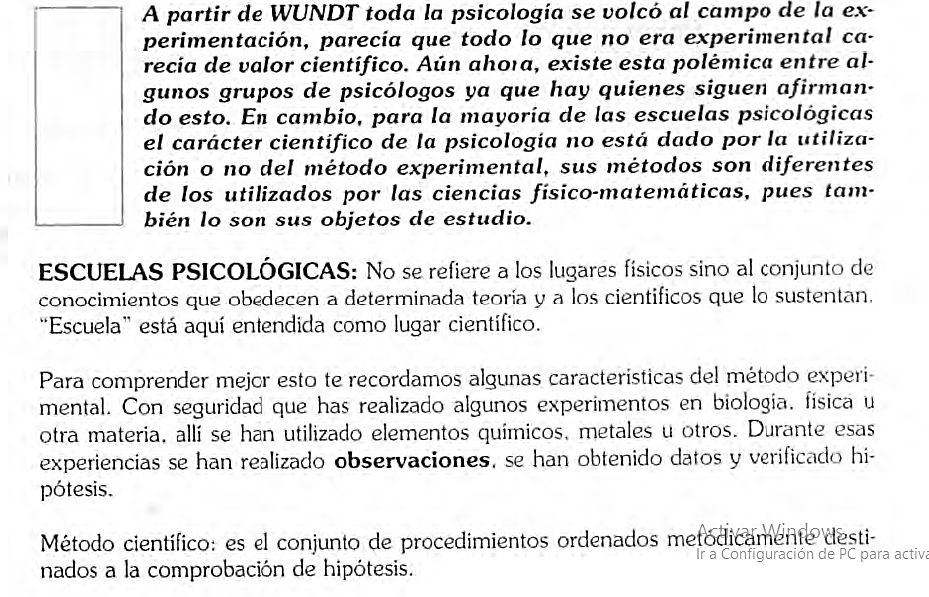 A partir de WUNDT toda la psicología se volcó al campo de la ex-
perimentación, parecía que todo lo que no era experimental ca-
recía de valor científico. Aún ahora, existe esta polémica entre al-
gunos grupos de psicólogos ya que hay quienes siguen afirman-
do esto. En cambio, para la mayoría de las escuelas psicológicas
el carácter científico de la psicología no está dado por la utiliza-
ción o no del método experimental, sus métodos son diferentes
de los utilizados por las ciencias físico-matemáticas, pues tam-
bién lo son sus objetos de estudio.
ESCUELAS PSICOLÓGICAS: No se refiere a los lugares físicos sino al conjunto de
conocimientos que obedecen a determinada teoría y a los científicos que lo sustentan.
"Escuela" está aquí entendida como lugar científico.
Para comprender mejor esto te recordamos algunas características del método experi-
mental. Con seguridad que has realizado algunos experimentos en biología, física u
otra materia, allí se han utilizado elementos químicos, metales u otros. Durante esas
experiencias se han realizado observaciones, se han obtenido datos y verificado hi-
pótesis.
Método científico: es el conjunto de procedimientos ordenados metódicamente desti-
nados a la comprobación de hipótesis.
Activar Windows
Ir a Configuración de PC para activa